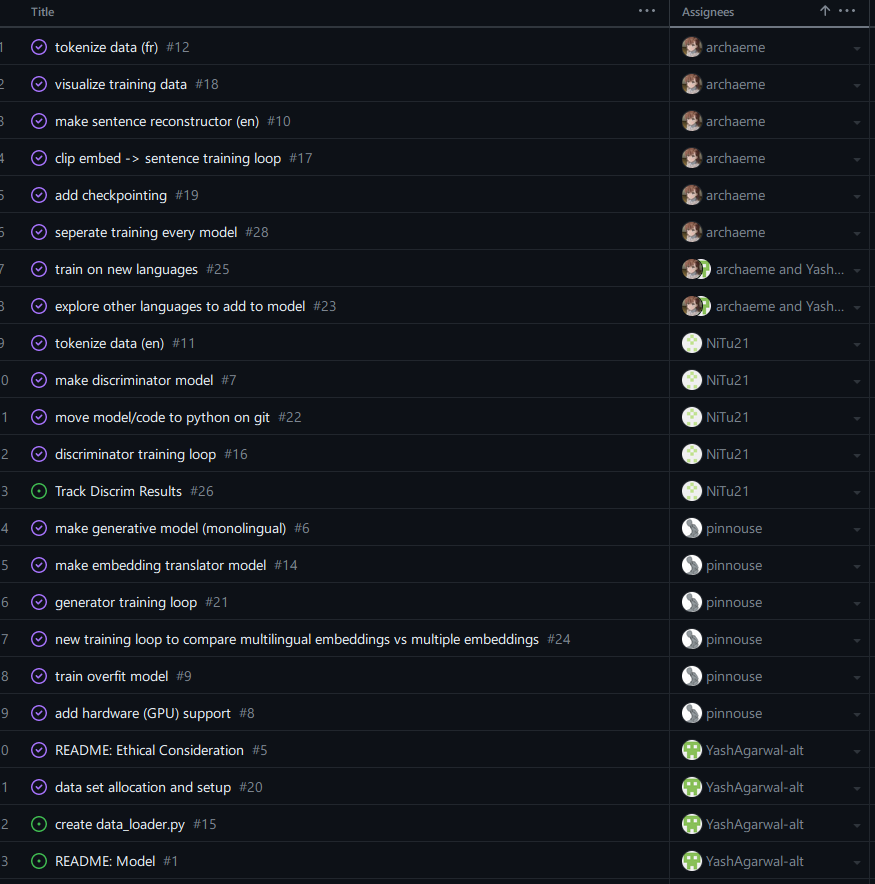 Title ... Assignees ↑ ...
1 tokenize data (fr) #12 archaeme
2 visualize training data #18 archaeme
3 make sentence reconstructor (en) #10 archaeme
4 clip embed -> sentence training loop #17 archaeme
5 add checkpointing #19 archaeme
6 seperate training every model #28 archaeme
7 train on new languages #25 archaeme and Yash...
8 explore other languages to add to model #23 archaeme and Yash...
9 tokenize data (en) #11 NiTu21
0 make discriminator model #7 NiTu21
1 move model/code to python on git #22 NiTu21
2 discriminator training loop #16 NiTu21
3 Track Discrim Results #26 NiTu21
4 make generative model (monolingual) #6 pinnouse
5 make embedding translator model #14 pinnouse
6 generator training loop #21 pinnouse
7 new training loop to compare multilingual embeddings vs multiple embeddings #24 pinnouse
8 train overfit model #9 pinnouse
9 add hardware (GPU) support #8 pinnouse
0 README: Ethical Consideration #5 YashAgarwal-alt
1 data set allocation and setup #20 YashAgarwal-alt
2 create data_loader.py #15 YashAgarwal-alt
3 README: Model #1 YashAgarwal-alt